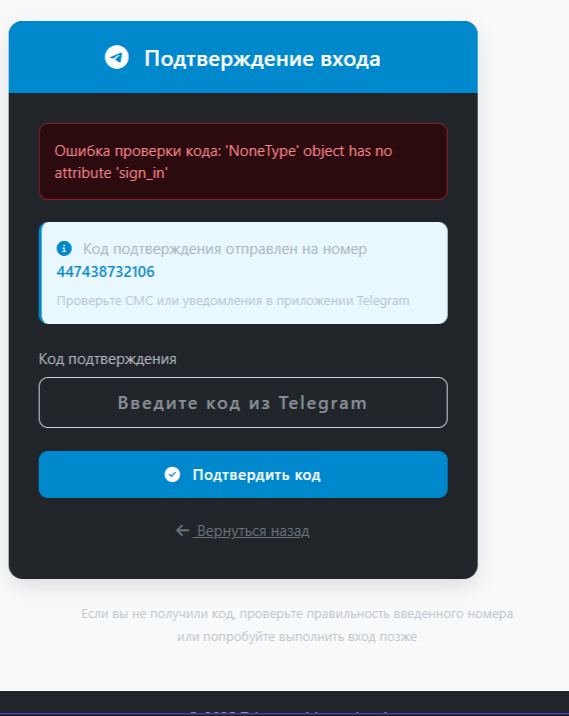 Подтверждение входа
Ошибка проверки кода: 'NoneType' object has no
attribute 'sign_in'
Код подтверждения отправлен на номер
447438732106
Проверьте СМС или уведомления в приложении Telegram
Код подтверждения
Введите код из Telegram
Подтвердить код
Вернуться назад
Если вы не получили код, проверьте правильность введенного номера
или попробуйте выполнить вход позже